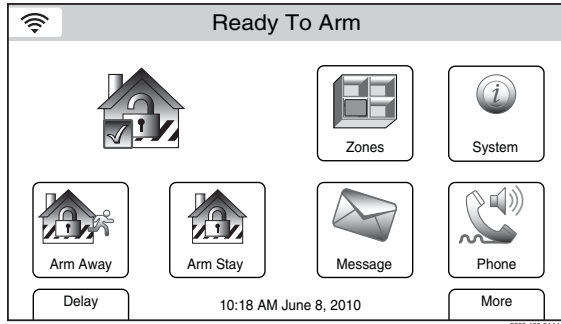 Ready To Arm
Zones
System
Arm Away
Arm Stay
Message
Phone
Delay
10:18 AM June 8, 2010
More